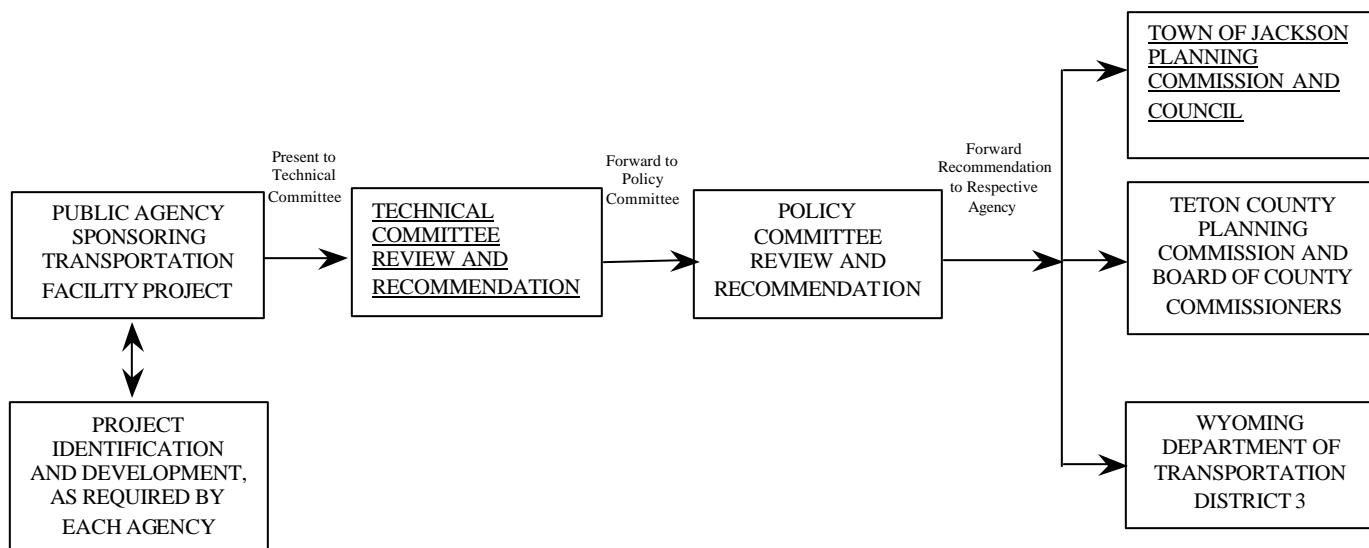 PUBLIC AGENCY
SPONSORING
TRANSPORTATION
FACILITY PROJECT
PROJECT
IDENTIFICATION
AND DEVELOPMENT,
AS REQUIRED BY
EACH AGENCY
Present to
Technical
Committee
TECHNICAL
COMMITTEE
REVIEW AND
RECOMMENDATION
Forward to
Policy
Committee
POLICY
COMMITTEE
REVIEW AND
RECOMMENDATION
Forward
Recommendation
to Respective
Agency
TOWN OF JACKSON
PLANNING
COMMISSION AND
COUNCIL
TETON COUNTY
PLANNING
COMMISSION AND
BOARD OF COUNTY
COMMISSIONERS
WYOMING
DEPARTMENT OF
TRANSPORTATION
DISTRICT 3